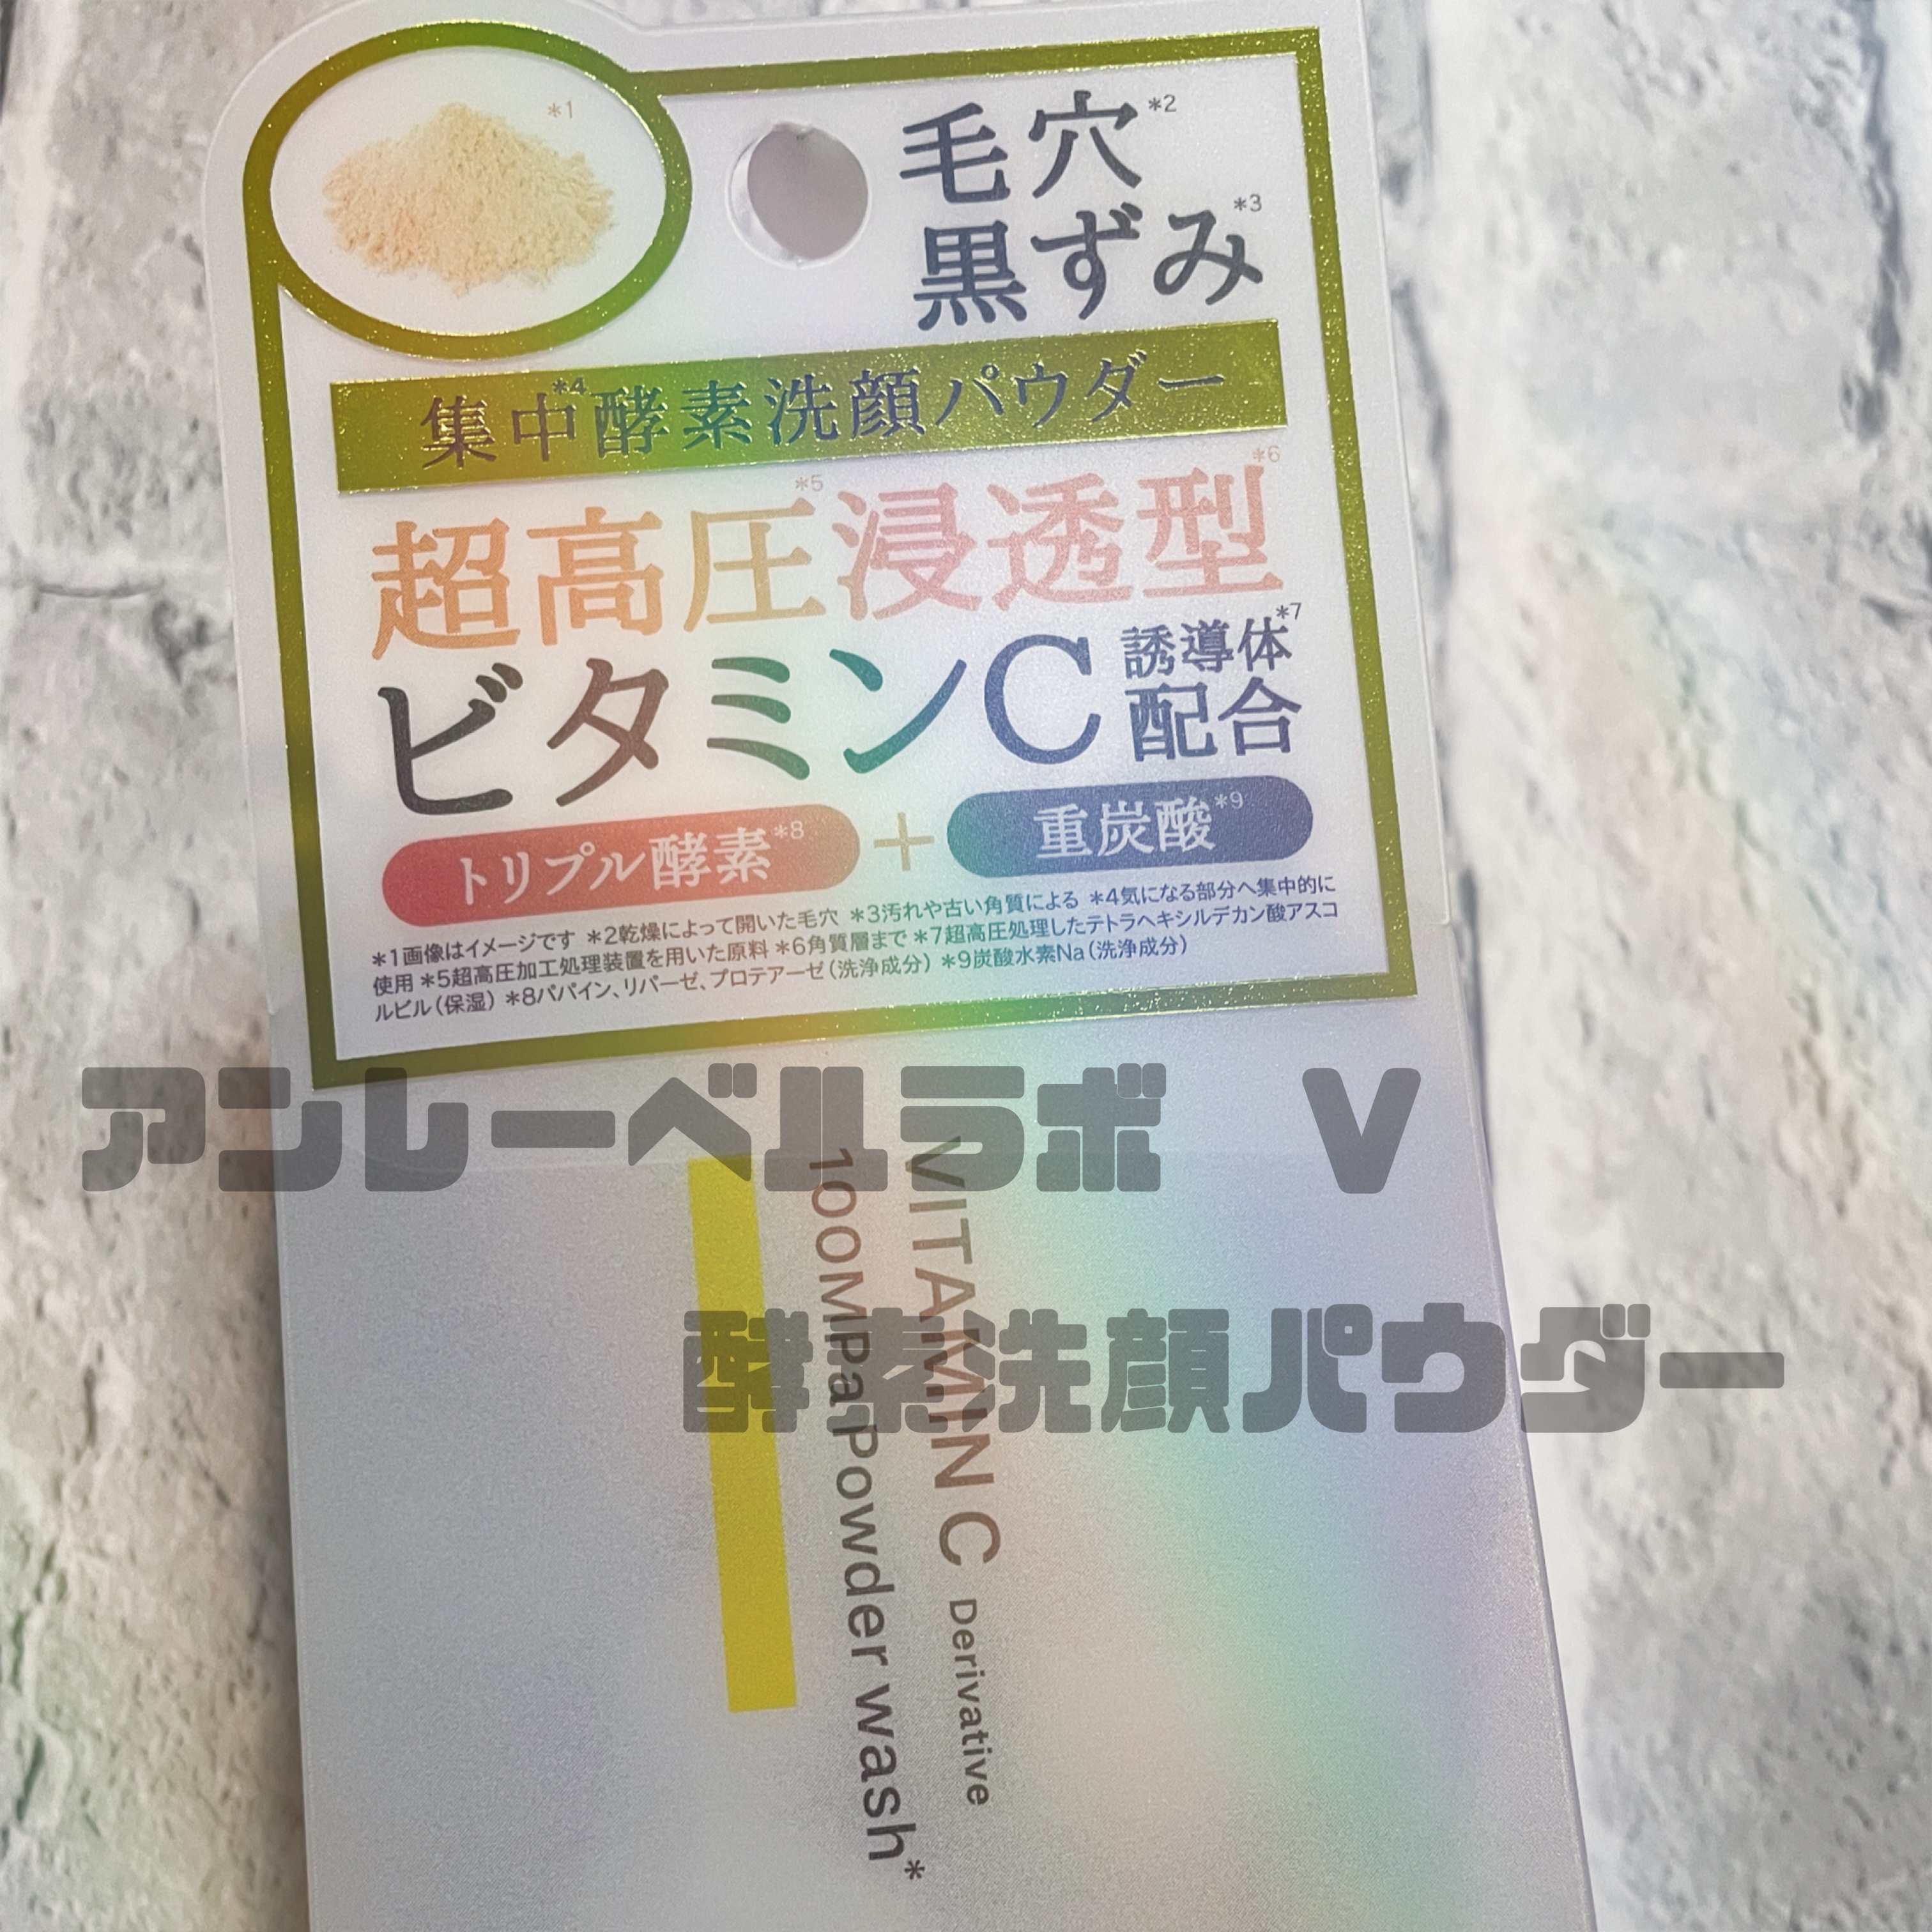 *1
毛穴*2
黒ずみ*3
集中*4酵素洗顔パウダー
超高圧*5浸透型*6
ビタミンC誘導体*7配合
トリプル酵素*8+重炭酸*9
*1画像はイメージです *2乾燥によって開いた毛穴 *3汚れや古い角質による *4気になる部分へ集中的に
使用 *5超高圧加工処理装置を用いた原料 *6角質層まで *7超高圧処理したテトラヘキシルデカン酸アスコ
ルビル(保湿) *8パパイン、リパーゼ、プロテアーゼ(洗浄成分) *9炭酸水素Na(洗浄成分)
アンレーベルラボ V
酵素洗顔パウダー
VITAMIN C Derivative
100MPa Powder wash*